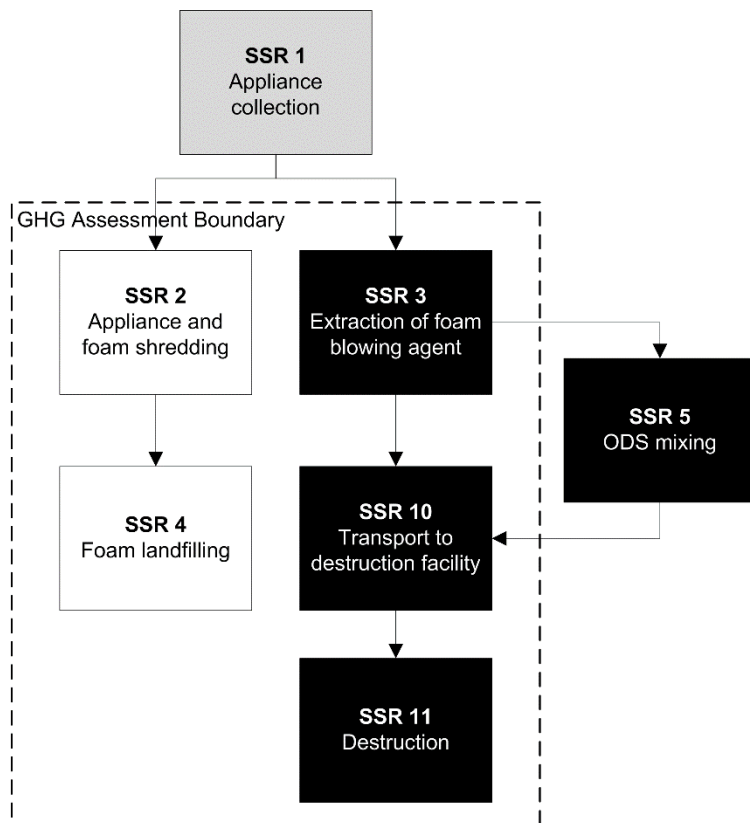 SSR 1
Appliance
collection
GHG Assessment Boundary
SSR 2
Appliance and
foam shredding
SSR 3
Extraction of foam
blowing agent
SSR 5
ODS mixing
SSR 4
Foam landfilling
SSR 10
Transport to
destruction facility
SSR 11
Destruction